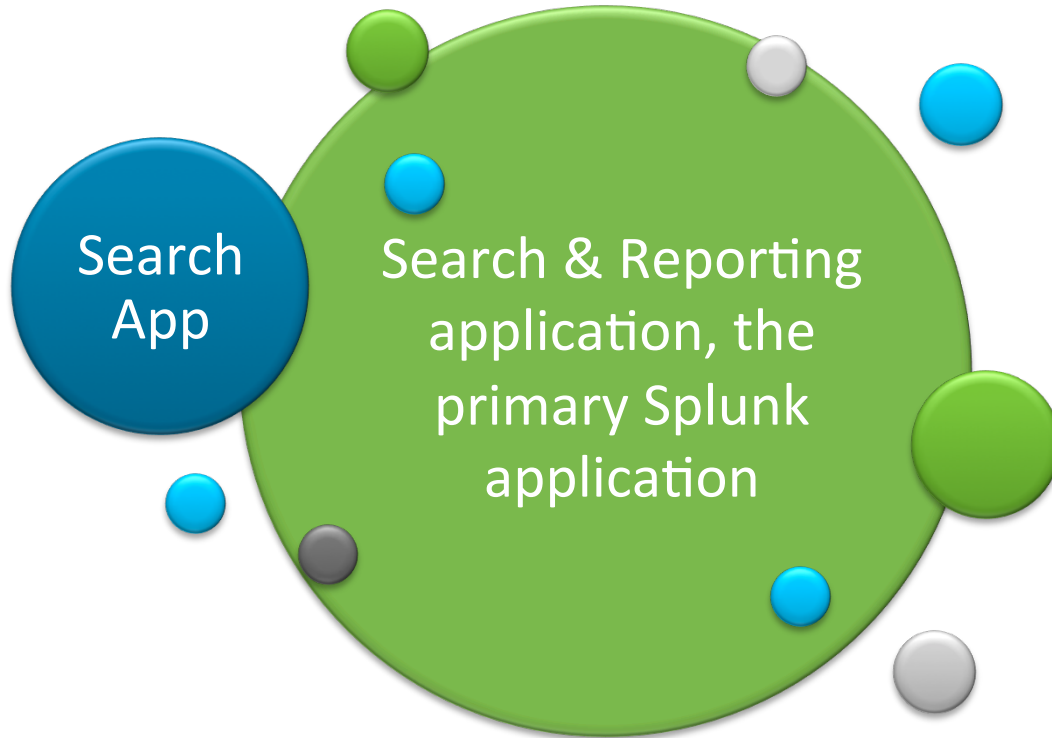 Search
App
Search & Reporting
application, the
primary Splunk
application